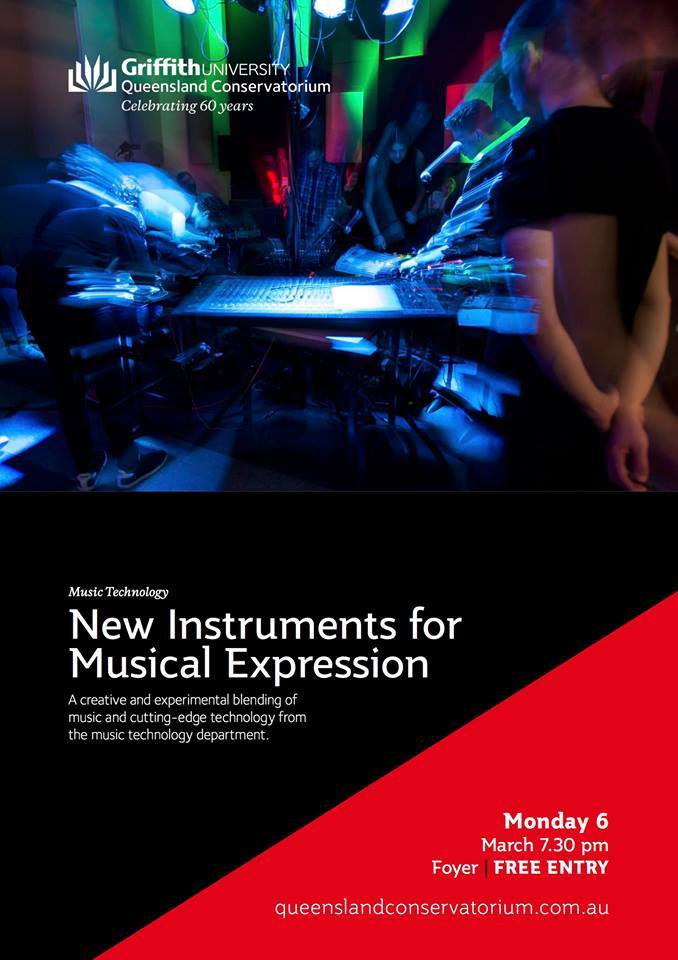 Griffith UNIVERSITY
Queensland Conservatorium
Celebrating 60 years
Music Technology
New Instruments for
Musical Expression
A creative and experimental blending of
music and cutting-edge technology from
the music technology department.
Monday 6
March 7.30 pm
Foyer | FREE ENTRY
queenslandconservatorium.com.au